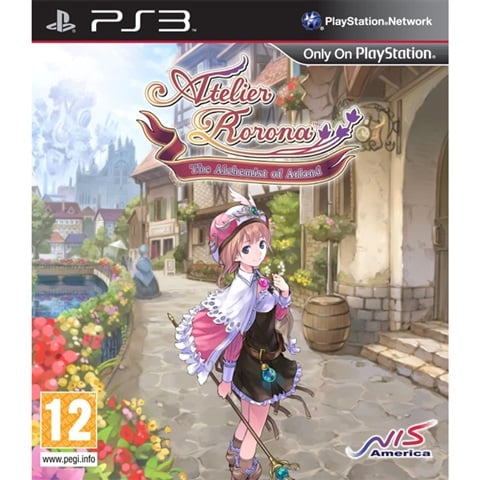 PS3
PlayStation®Network
Only On PlayStation®
Atelier
Rorona
The Alchemist of Arland
12
www.pegi.info
NIS
America